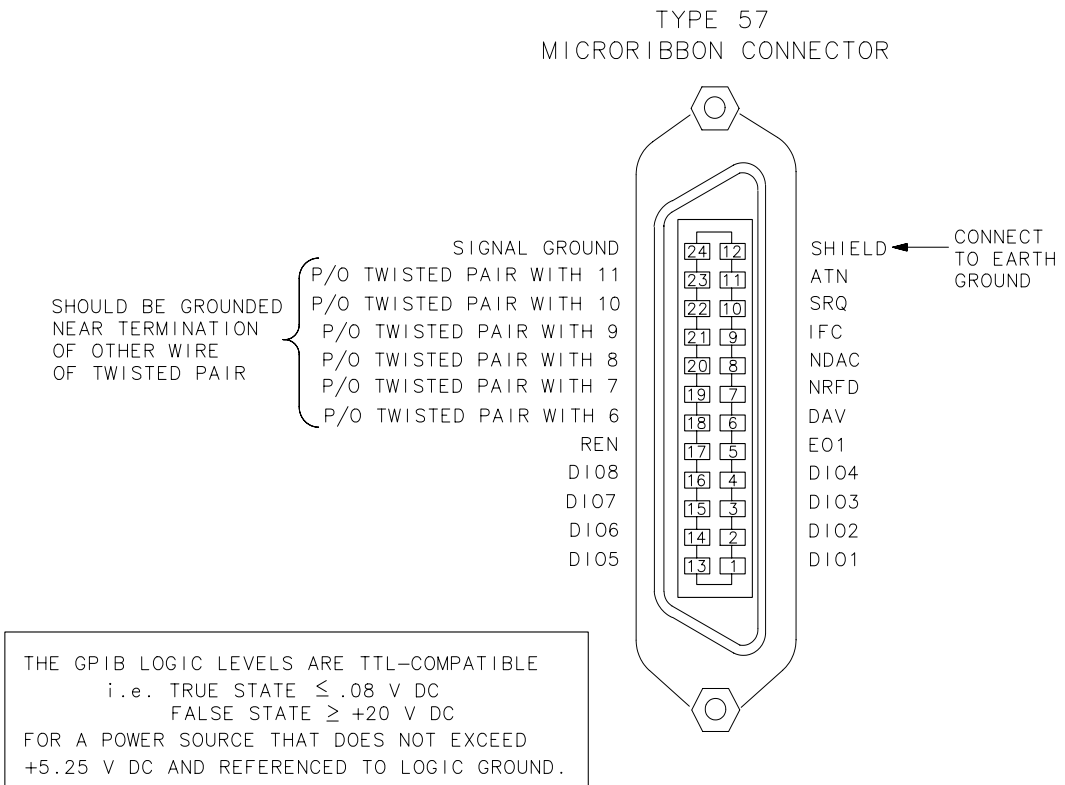 TYPE 57
MICRORIBBON CONNECTOR
SIGNAL GROUND 24 12 SHIELD
CONNECT
TO EARTH
GROUND
P/O TWISTED PAIR WITH 11 23 11 ATN
P/O TWISTED PAIR WITH 10 22 10 SRQ
P/O TWISTED PAIR WITH 9 21 9 IFC
P/O TWISTED PAIR WITH 8 20 8 NDAC
P/O TWISTED PAIR WITH 7 19 7 NRFD
P/O TWISTED PAIR WITH 6 18 6 DAV
SHOULD BE GROUNDED
NEAR TERMINATION
OF OTHER WIRE
OF TWISTED PAIR
REN 17 5 EO1
DIO8 16 4 DIO4
DIO7 15 3 DIO3
DIO6 14 2 DIO2
DIO5 13 1 DIO1
THE GPIB LOGIC LEVELS ARE TTL–COMPATIBLE
i.e. TRUE STATE ≤ .08 V DC
FALSE STATE ≥ +20 V DC
FOR A POWER SOURCE THAT DOES NOT EXCEED
+5.25 V DC AND REFERENCED TO LOGIC GROUND.